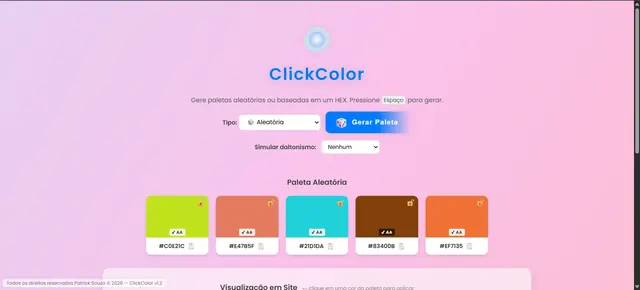 ClickColor
Gere paletas aleatórias ou baseadas em um HEX. Pressione Espaço para gerar.
Tipo: Aleatória Gerar Paleta
Simular daltonismo: Nenhum
Paleta Aleatória
✔ AA ✔ AA ✔ AA ✔ AA ✔ AA
#C0E21C #E47B5F #21D1DA #83400B #EF7135
Visualização em Site ← clique em uma cor da paleta para aplicar
Todos os direitos reservados Patrick Souza © 2026 — ClickColor v1.2